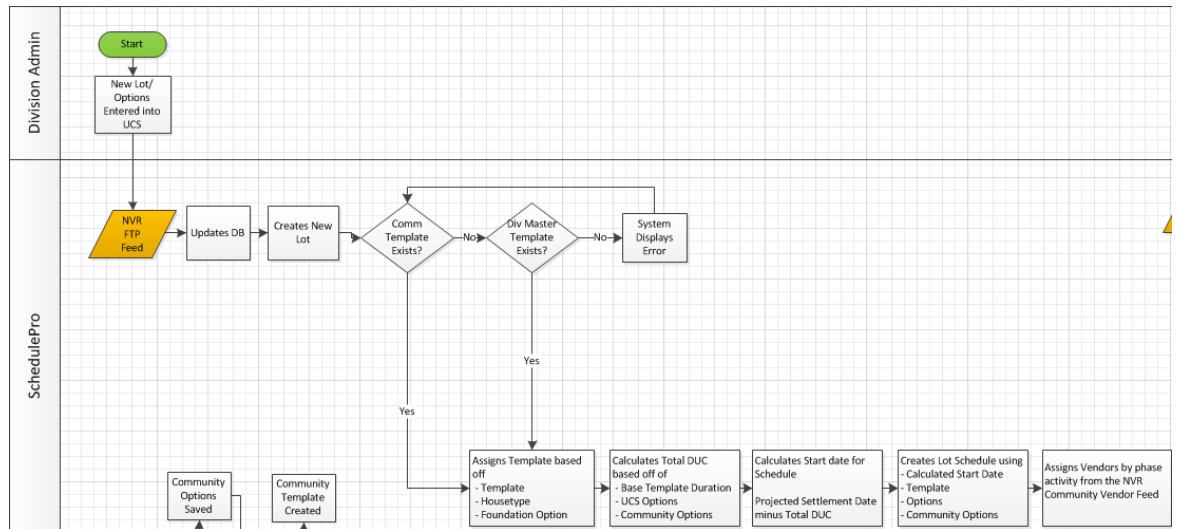 Division Admin
Start
New Lot/
Options
Entered into
UCS
SchedulePro
NVR
FTP
Feed
Updates DB
Creates New
Lot
Comm
Template
Exists?
No
Div Master
Template
Exists?
No
System
Displays
Error
Yes
Yes
Community
Options
Saved
Community
Template
Created
Assigns Template based
off
- Template
- Housetype
- Foundation Option
Calculates Total DUC
based off of
- Base Template Duration
- UCS Options
- Community Options
Calculates Start date for
Schedule
Projected Settlement Date
minus Total DUC
Creates Lot Schedule using
- Calculated Start Date
- Template
- Options
- Community Options
Assigns Vendors by phase
activity from the NVR
Community Vendor Feed